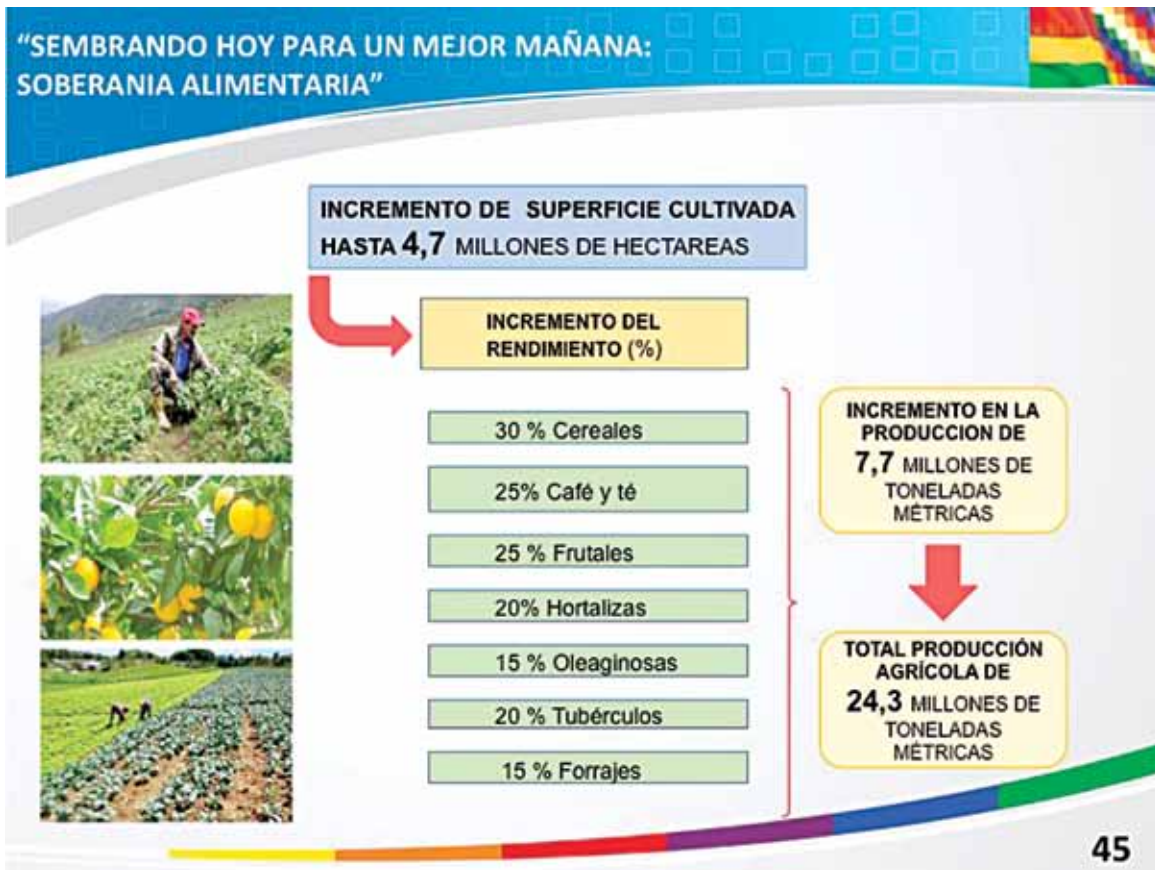 “SEMBRANDO HOY PARA UN MEJOR MAÑANA:
SOBERANIA ALIMENTARIA”
INCREMENTO DE SUPERFICIE CULTIVADA
HASTA 4,7 MILLONES DE HECTAREAS
INCREMENTO DEL
RENDIMIENTO (%)
30 % Cereales
25% Café y té
25 % Frutales
20% Hortalizas
15 % Oleaginosas
20 % Tubérculos
15 % Forrajes
INCREMENTO EN LA
PRODUCCION DE
7,7 MILLONES DE
TONELADAS
MÉTRICAS
TOTAL PRODUCCIÓN
AGRÍCOLA DE
24,3 MILLONES DE
TONELADAS
MÉTRICAS
45